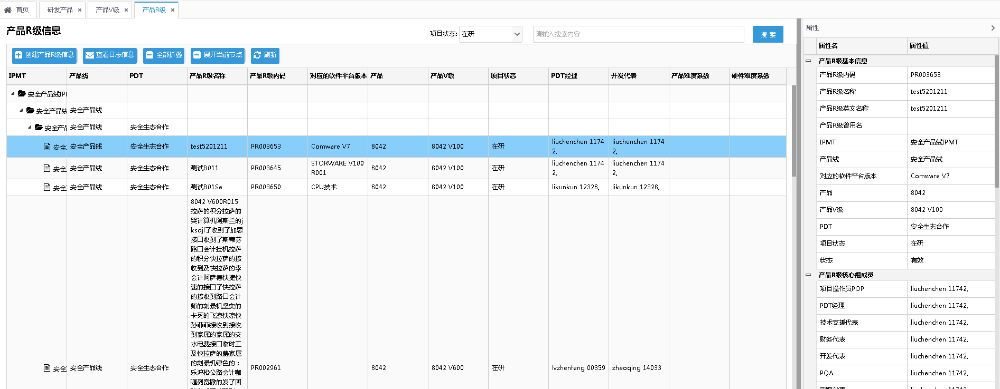 首页
研发产品 ×
产品V级 ×
产品R级 ×
产品R级信息
项目状态: 在研
请输入搜索内容
搜 索
创建产品R级信息
查看日志信息
全部折叠
展开当前节点
刷新
IPMT 产品线 PDT 产品R级名称 产品R级内码 对应的软件平台版本 产品 产品V级 项目状态 PDT经理 开发代表 产品难度系数 硬件难度系数
安全产品线IPM
安全产品线 安全产品线
安全产品 安全产品线 安全生态合作
安全 安全产品线 安全生态合作 test5201211 PR003653 Comware V7 8042 8042 V100 在研 liuchenchen 1174 liuchenchen 1174
2, 2,
安全 安全产品线 安全生态合作 测试B011 PR003645 STORWARE V100 8042 8042 V100 在研 liuchenchen 1174 liuchenchen 1174
R001 2, 2,
安全 安全产品线 安全生态合作 测试B01Se PR003650 CPU技术 8042 8042 V100 在研 likunkun 12328, likunkun 12328,
8042 V600R015
拉萨的积分拉萨的
哭计算机阿斯兰的j
ksdjl了收到了加思
接口收到了斯蒂芬
路口会计挂机拉萨
的积分快拉萨的接
收到及快拉萨的李
会计阿萨德快捷快
速的接口了快拉萨
的接收到路口会计
师的刻录机坚实的
卡死的飞凉快凉快
孙菲菲接收到接收
到家属的家属的交
水电费接口临时工
及快拉萨的费家属
的刻录机绿色的；
安全 安全产品线 安全生态合作 乐沪松公路会计咖 PR002961 8042 8042 V600 在研 lvzhenfeng 00359 zhaoqing 14033
喱列宽撒的发了困
属性
属性名 属性值
产品R级基本信息
产品R级内码 PR003653
产品R级名称 test5201211
产品R级英文名称 test5201211
产品R级曾用名
IPMT 安全产品线IPMT
产品线 安全产品线
对应的软件平台版本 Comware V7
产品 8042
产品V级 8042 V100
PDT 安全生态合作
项目状态 在研
状态 有效
产品R级核心组成员
项目操作员POP liuchenchen 11742,
PDT经理 liuchenchen 11742,
技术支援代表 liuchenchen 11742,
财务代表 liuchenchen 11742,
开发代表 liuchenchen 11742,
PQA liuchenchen 11742,
采购代表 liuchenchen 11742,